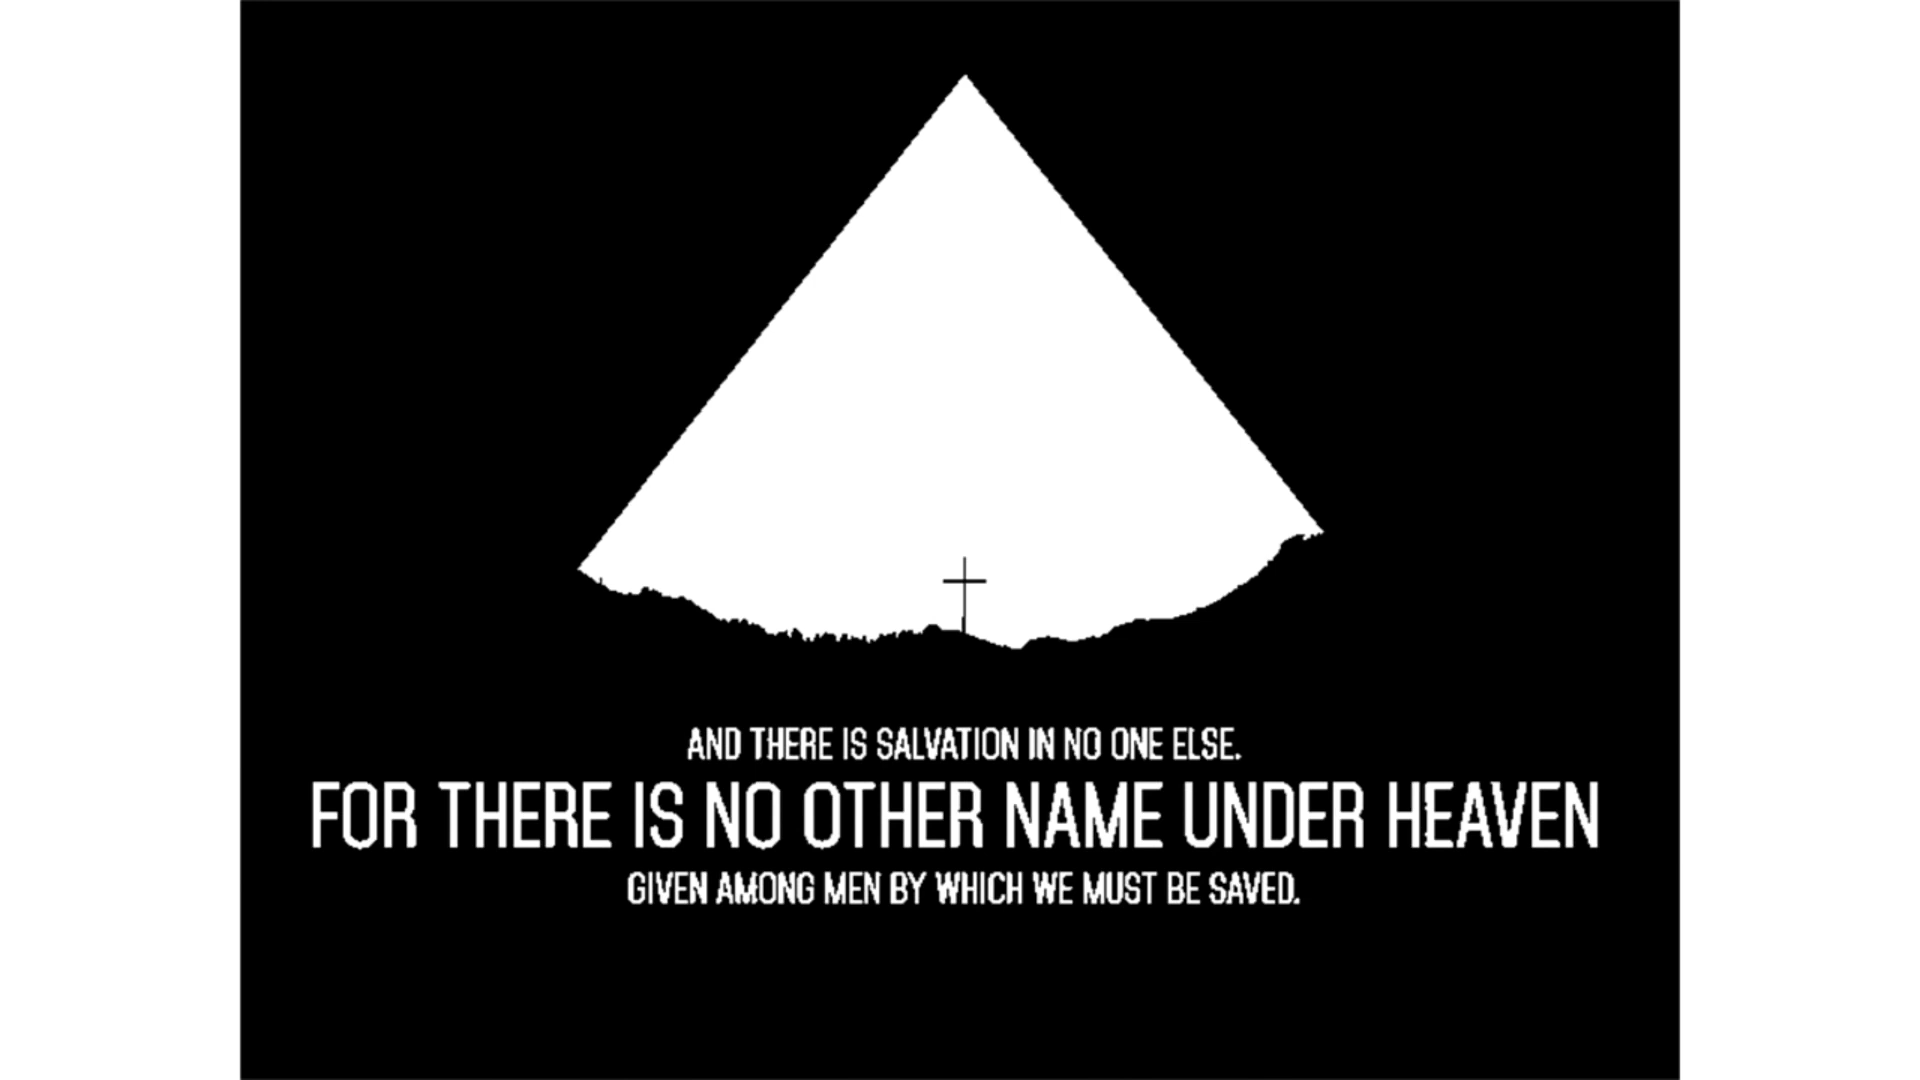 AND THERE IS SALVATION IN NO ONE ELSE.
FOR THERE IS NO OTHER NAME UNDER HEAVEN
GIVEN AMONG MEN BY WHICH WE MUST BE SAVED.